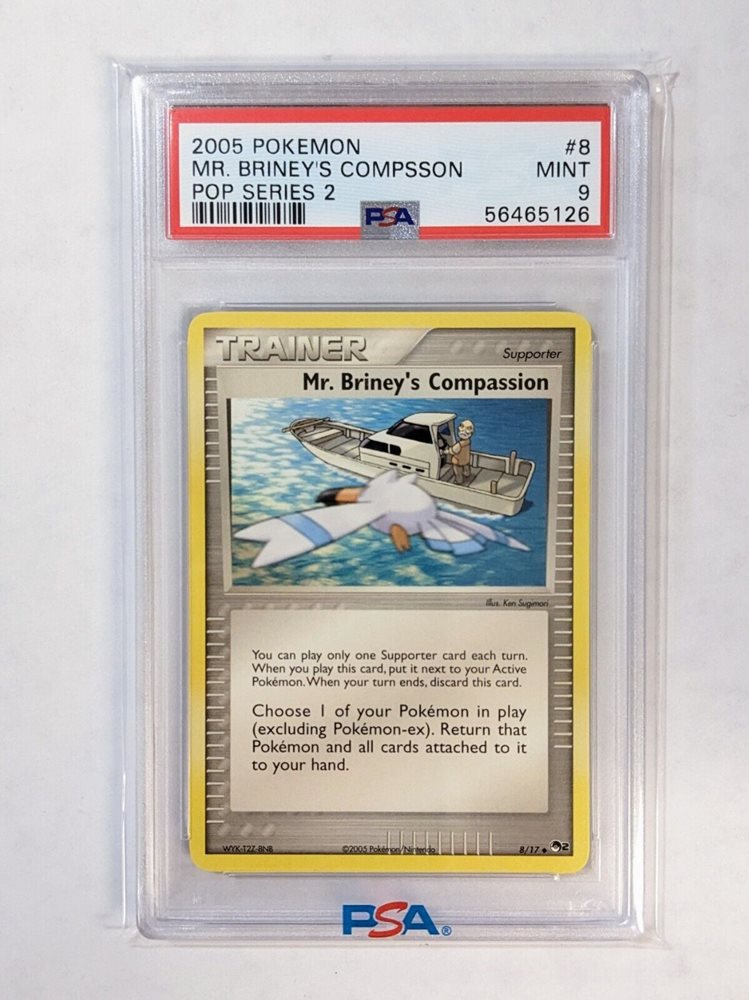 2005 POKEMON #8
MR. BRINEY'S COMPSSON MINT
POP SERIES 2 9
PSA 56465126
TRAINER
Supporter
Mr. Briney's Compassion
Illus. Ken Sugimori
You can play only one Supporter card each turn.
When you play this card, put it next to your Active
Pokémon. When your turn ends, discard this card.
Choose 1 of your Pokémon in play
(excluding Pokémon-ex). Return that
Pokémon and all cards attached to it
to your hand.
WYK-T2Z-8NB ©2005 Pokémon/Nintendo 8/17 ◆ 2
PSA®